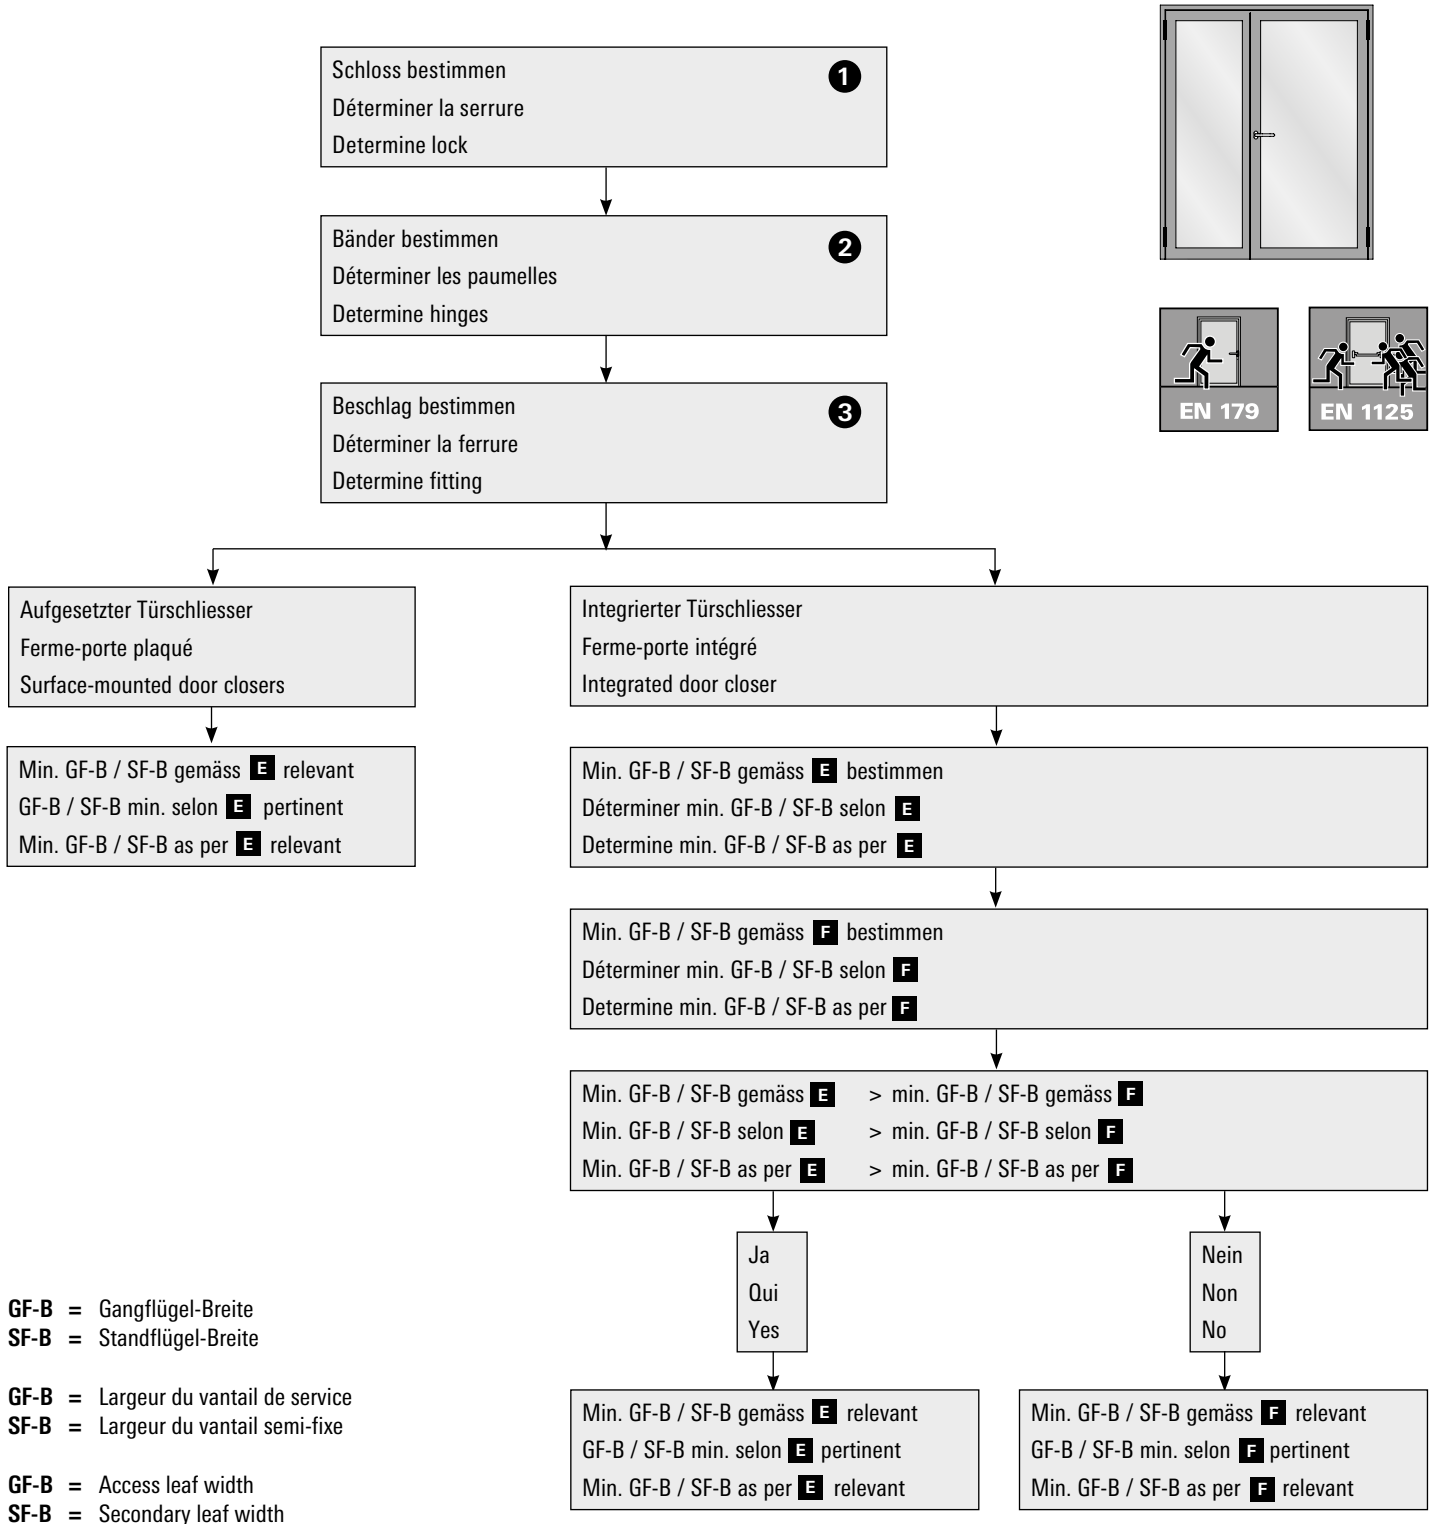 Schloss bestimmen
1
Déterminer la serrure
Determine lock
Bänder bestimmen
2
Déterminer les paumelles
Determine hinges
EN 179
EN 1125
Beschlag bestimmen
3
Déterminer la ferrure
Determine fitting
Aufgesetzter Türschliesser
Ferme-porte plaqué
Surface-mounted door closers
Min. GF-B / SF-B gemäss E relevant
GF-B / SF-B min. selon E pertinent
Min. GF-B / SF-B as per E relevant
Integrierter Türschliesser
Ferme-porte intégré
Integrated door closer
Min. GF-B / SF-B gemäss E bestimmen
Déterminer min. GF-B / SF-B selon E
Determine min. GF-B / SF-B as per E
Min. GF-B / SF-B gemäss F bestimmen
Déterminer min. GF-B / SF-B selon F
Determine min. GF-B / SF-B as per F
Min. GF-B / SF-B gemäss E > min. GF-B / SF-B gemäss F
Min. GF-B / SF-B selon E > min. GF-B / SF-B selon F
Min. GF-B / SF-B as per E > min. GF-B / SF-B as per F
Ja
Qui
Yes
Nein
Non
No
Min. GF-B / SF-B gemäss E relevant
GF-B / SF-B min. selon E pertinent
Min. GF-B / SF-B as per E relevant
Min. GF-B / SF-B gemäss F relevant
GF-B / SF-B min. selon F pertinent
Min. GF-B / SF-B as per F relevant
GF-B = Gangflügel-Breite
SF-B = Standflügel-Breite
GF-B = Largeur du vantail de service
SF-B = Largeur du vantail semi-fixe
GF-B = Access leaf width
SF-B = Secondary leaf width